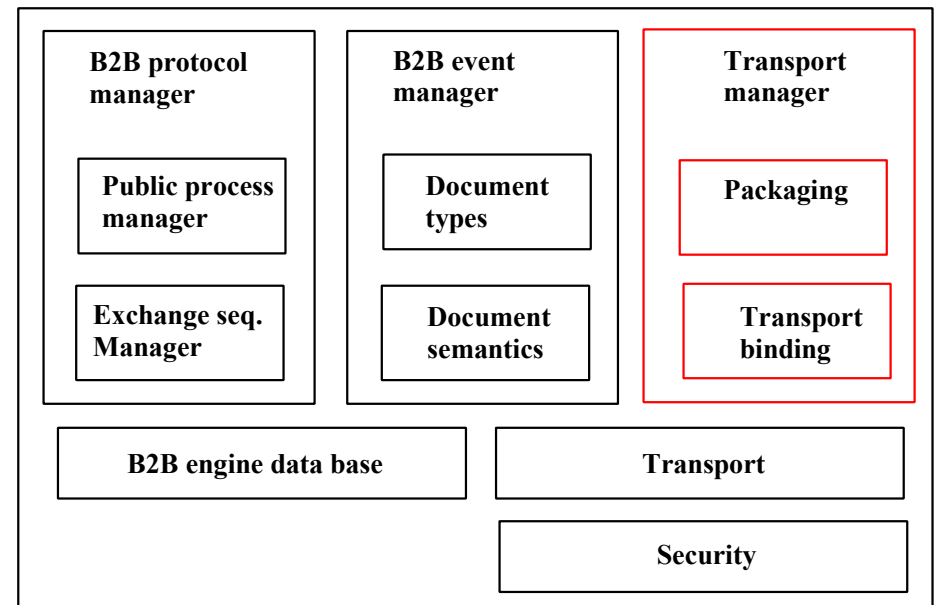 B2B protocol
manager
Public process
manager
Exchange seq.
Manager
B2B event
manager
Document
types
Document
semantics
Transport
manager
Packaging
Transport
binding
B2B engine data base
Transport
Security